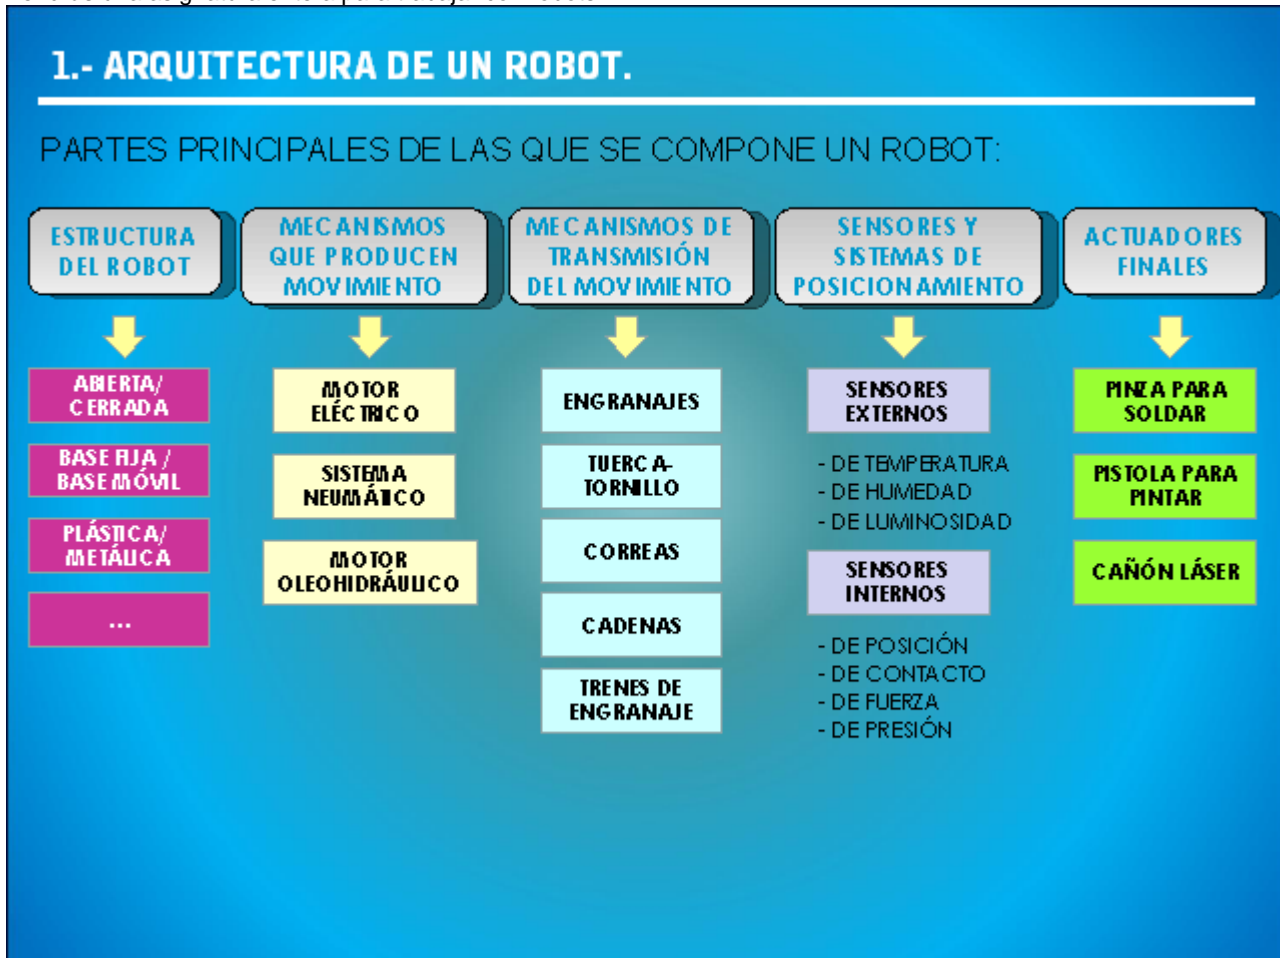 1.- ARQUITECTURA DE UN ROBOT.
PARTES PRINCIPALES DE LAS QUE SE COMPONE UN ROBOT:
ESTRUCTURA
DEL ROBOT
ABIERTA/
CERRADA
BASE FIJA /
BASE MÓVIL
PLÁSTICA/
METÁLICA
...
MECANISMOS
QUE PRODUCEN
MOVIMIENTO
MOTOR
ELÉCTRICO
SISTEMA
NEUMÁTICO
MOTOR
OLEOHIDRÁULICO
MECANISMOS DE
TRANSMISIÓN
DEL MOVIMIENTO
ENGRANAJES
TUERCA-
TORNILLO
CORREAS
CADENAS
TRENES DE
ENGRANAJE
SENSORES Y
SISTEMAS DE
POSICIONAMIENTO
SENSORES
EXTERNOS
- DE TEMPERATURA
- DE HUMEDAD
- DE LUMINOSIDAD
SENSORES
INTERNOS
- DE POSICIÓN
- DE CONTACTO
- DE FUERZA
- DE PRESIÓN
ACTUADORES
FINALES
PINZA PARA
SOLDAR
PISTOLA PARA
PINTAR
CAÑÓN LÁSER